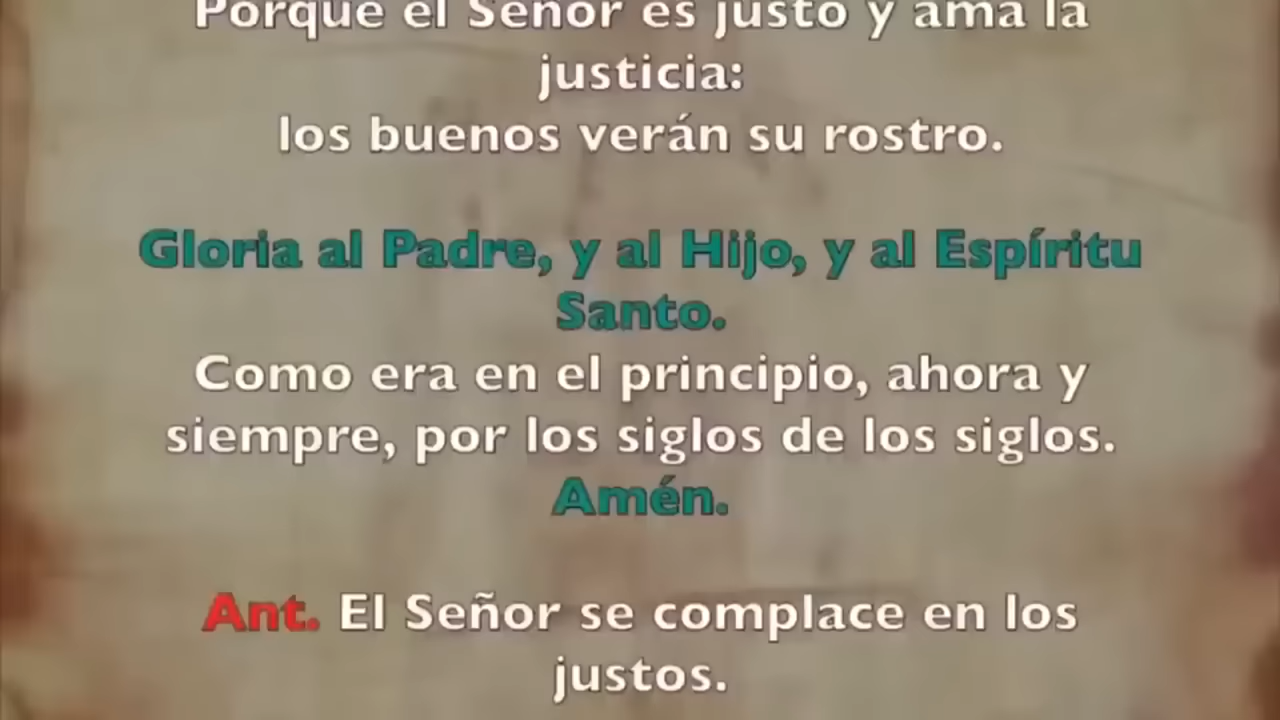 Porque el Señor es justo y ama la
justicia:
los buenos verán su rostro.
Gloria al Padre, y al Hijo, y al Espíritu
Santo.
Como era en el principio, ahora y
siempre, por los siglos de los siglos.
Amén.
Ant. El Señor se complace en los
justos.